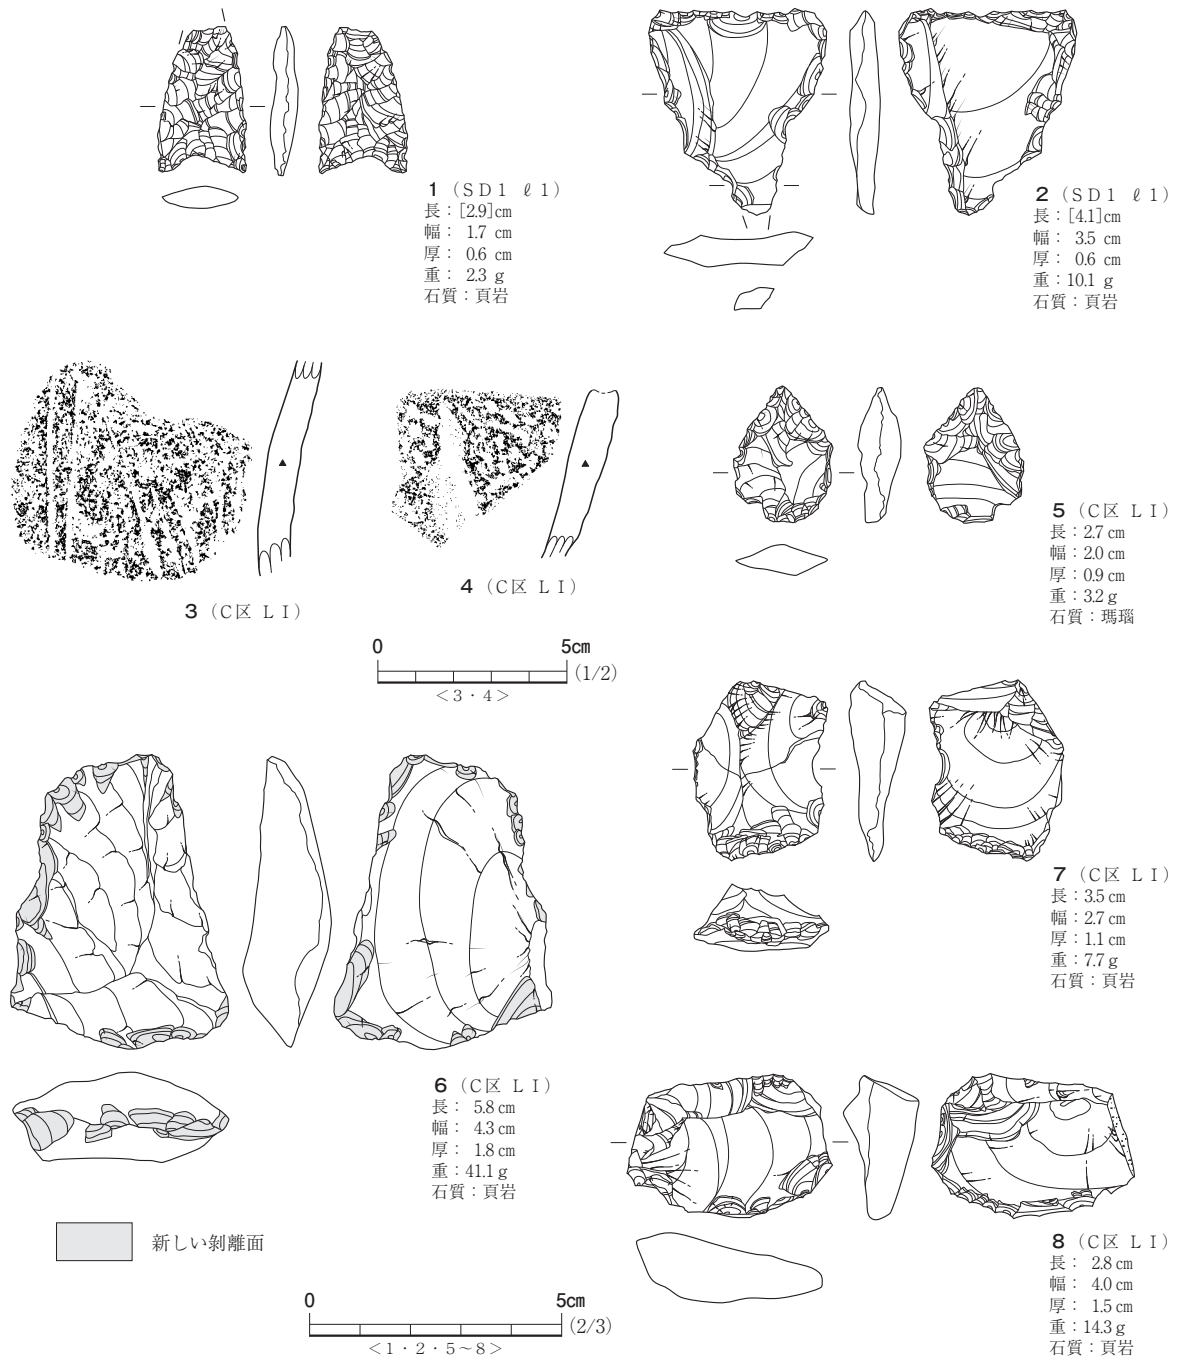 1 (SD1 ℓ1)
長：[2.9]cm
幅： 1.7 cm
厚： 0.6 cm
重： 2.3 g
石質：頁岩
2 (SD1 ℓ1)
長：[4.1]cm
幅： 3.5 cm
厚： 0.6 cm
重：10.1 g
石質：頁岩
3 (C区 LⅠ)
4 (C区 LⅠ)
5 (C区 LⅠ)
長：2.7 cm
幅：2.0 cm
厚：0.9 cm
重：3.2 g
石質：瑪瑙
0 5cm
(1/2)
<3・4>
6 (C区 LⅠ)
長： 5.8 cm
幅： 4.3 cm
厚： 1.8 cm
重：41.1 g
石質：頁岩
7 (C区 LⅠ)
長：3.5 cm
幅：2.7 cm
厚：1.1 cm
重：7.7 g
石質：頁岩
8 (C区 LⅠ)
長： 2.8 cm
幅： 4.0 cm
厚： 1.5 cm
重：14.3 g
石質：頁岩
新しい剝離面
0 5cm
(2/3)
<1・2・5～8>